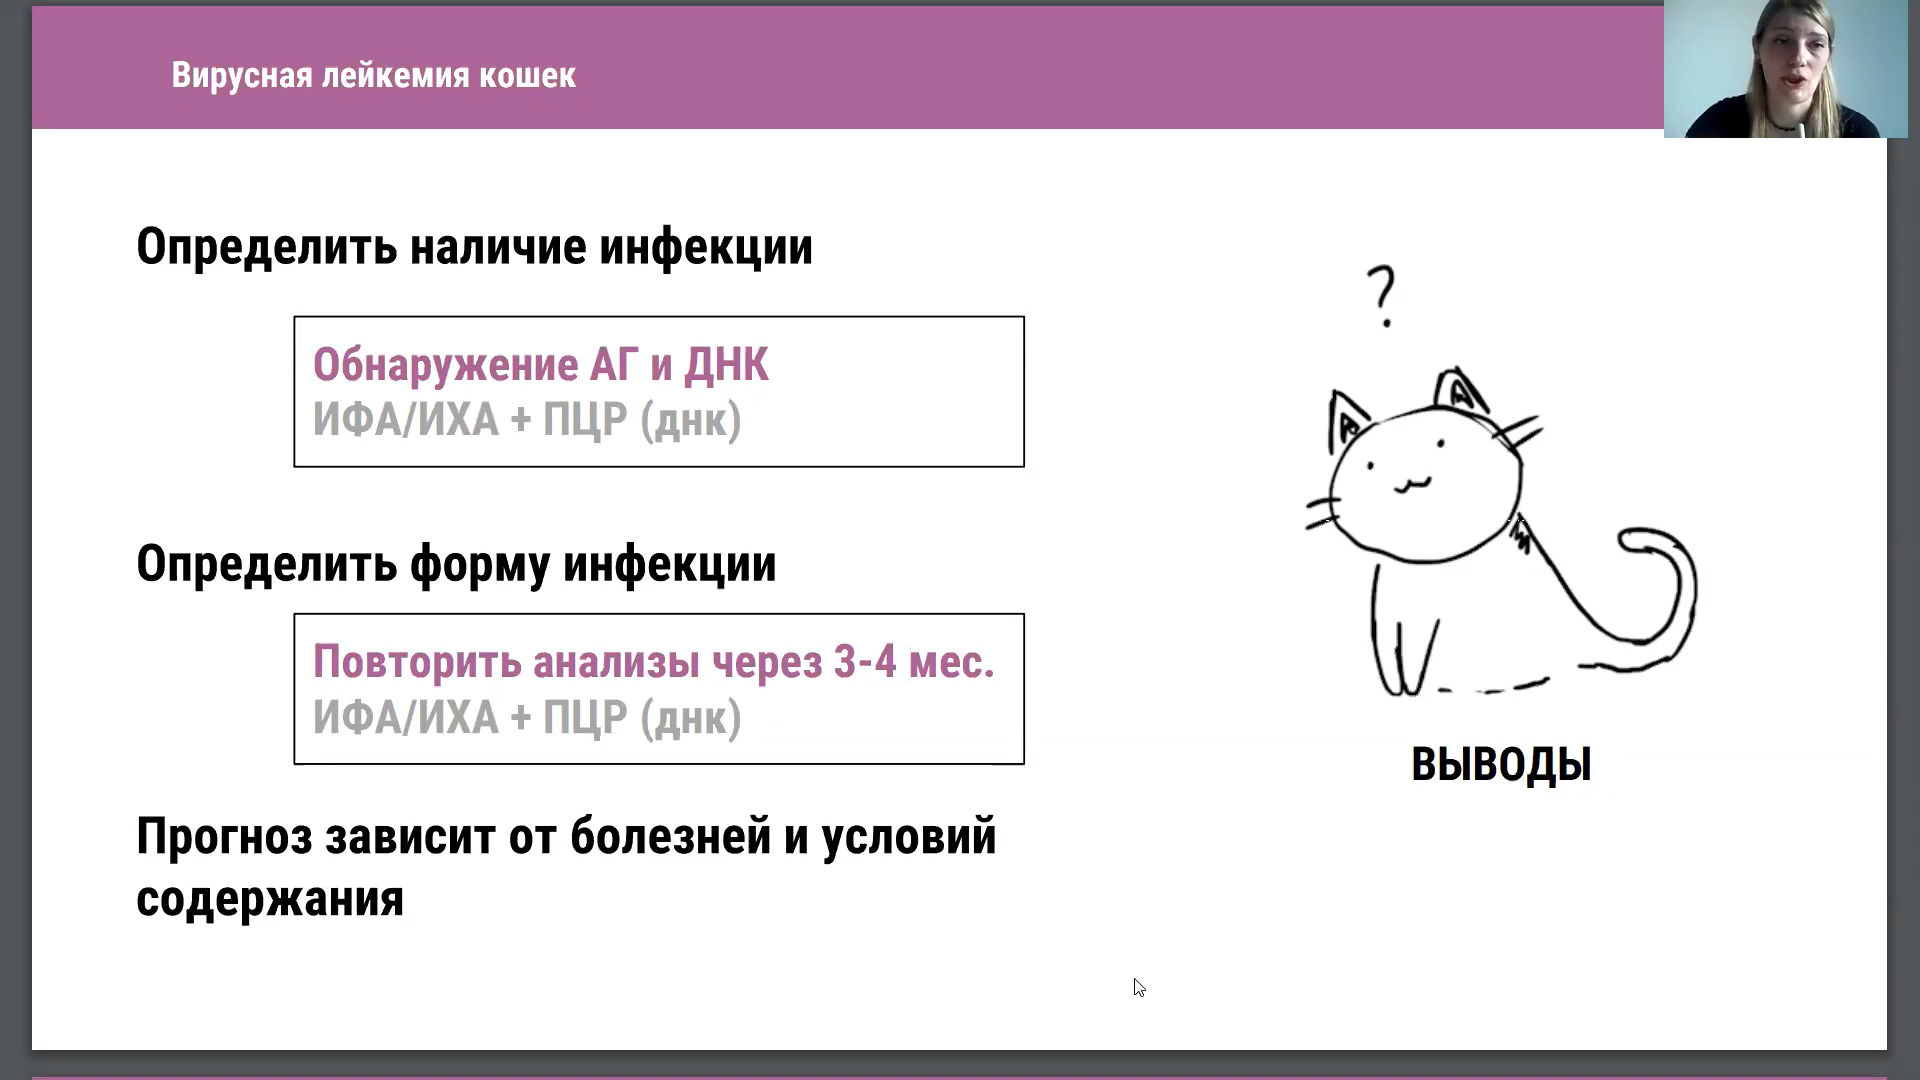 Вирусная лейкемия кошек
Определить наличие инфекции
Обнаружение АГ и ДНК
ИФА/ИХА + ПЦР (днк)
Определить форму инфекции
Повторить анализы через 3-4 мес.
ИФА/ИХА + ПЦР (днк)
Прогноз зависит от болезней и условий
содержания
?
ВЫВОДЫ